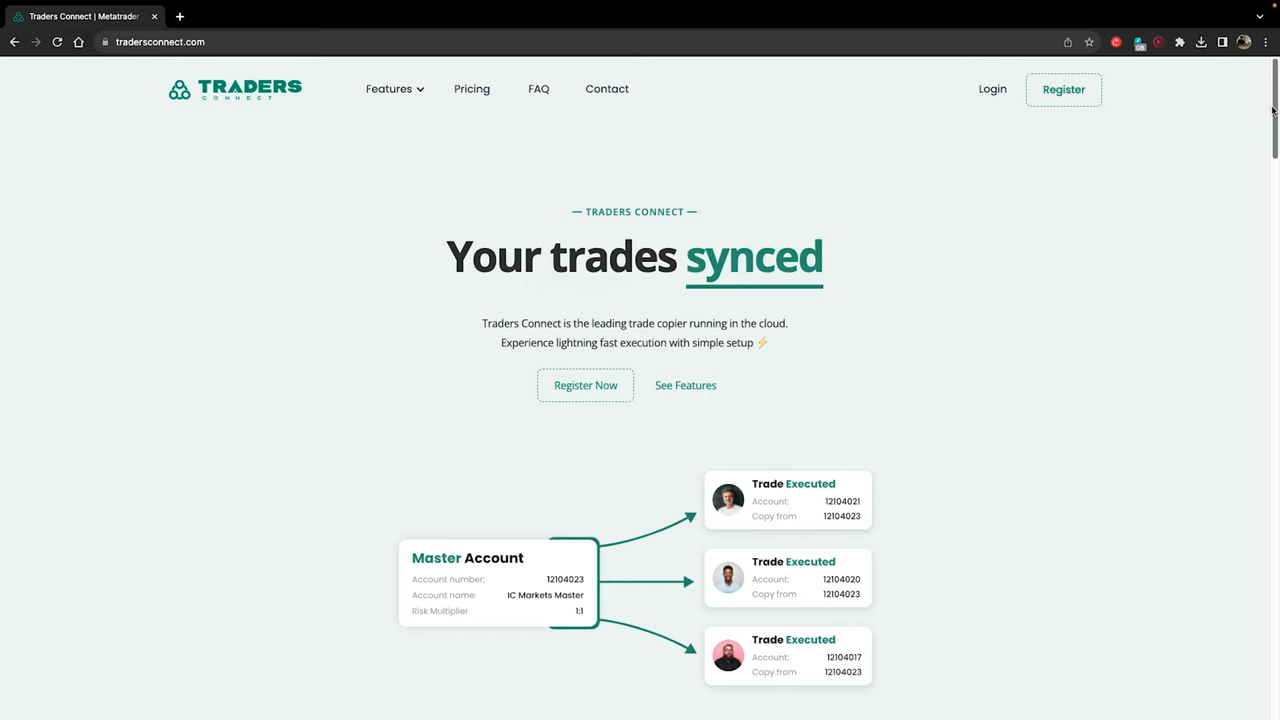 Traders Connect | Metatrader
tradersconnect.com
GB
TRADERS
CONNECT
Features
Pricing
FAQ
Contact
Login
Register
— TRADERS CONNECT —
Your trades synced
Traders Connect is the leading trade copier running in the cloud.
Experience lightning fast execution with simple setup ⚡
Register Now
See Features
Master Account
Account number: 12104023
Account name: IC Markets Master
Risk Multiplier 1:1
Trade Executed
Account: 12104021
Copy from 12104023
Trade Executed
Account: 12104020
Copy from 12104023
Trade Executed
Account: 12104017
Copy from 12104023